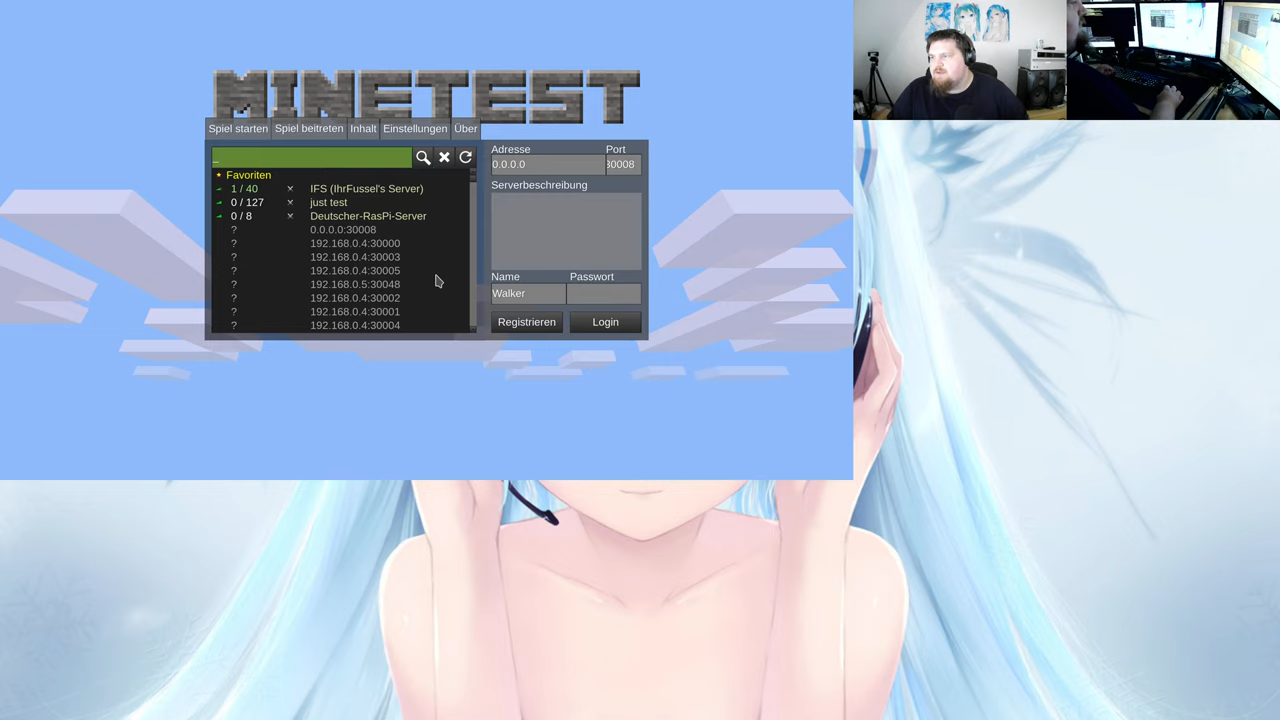 MINETEST
Spiel starten Spiel beitreten Inhalt Einstellungen Über
Adresse Port
0.0.0.0 30008
Favoriten
1 / 40 IFS (IhrFussel's Server)
0 / 127 just test
0 / 8 Deutscher-RasPi-Server
? 0.0.0.0:30008
? 192.168.0.4:30000
? 192.168.0.4:30003
? 192.168.0.4:30005
? 192.168.0.5:30048
? 192.168.0.4:30002
? 192.168.0.4:30001
? 192.168.0.4:30004
Serverbeschreibung
Name Passwort
Walker
Registrieren Login